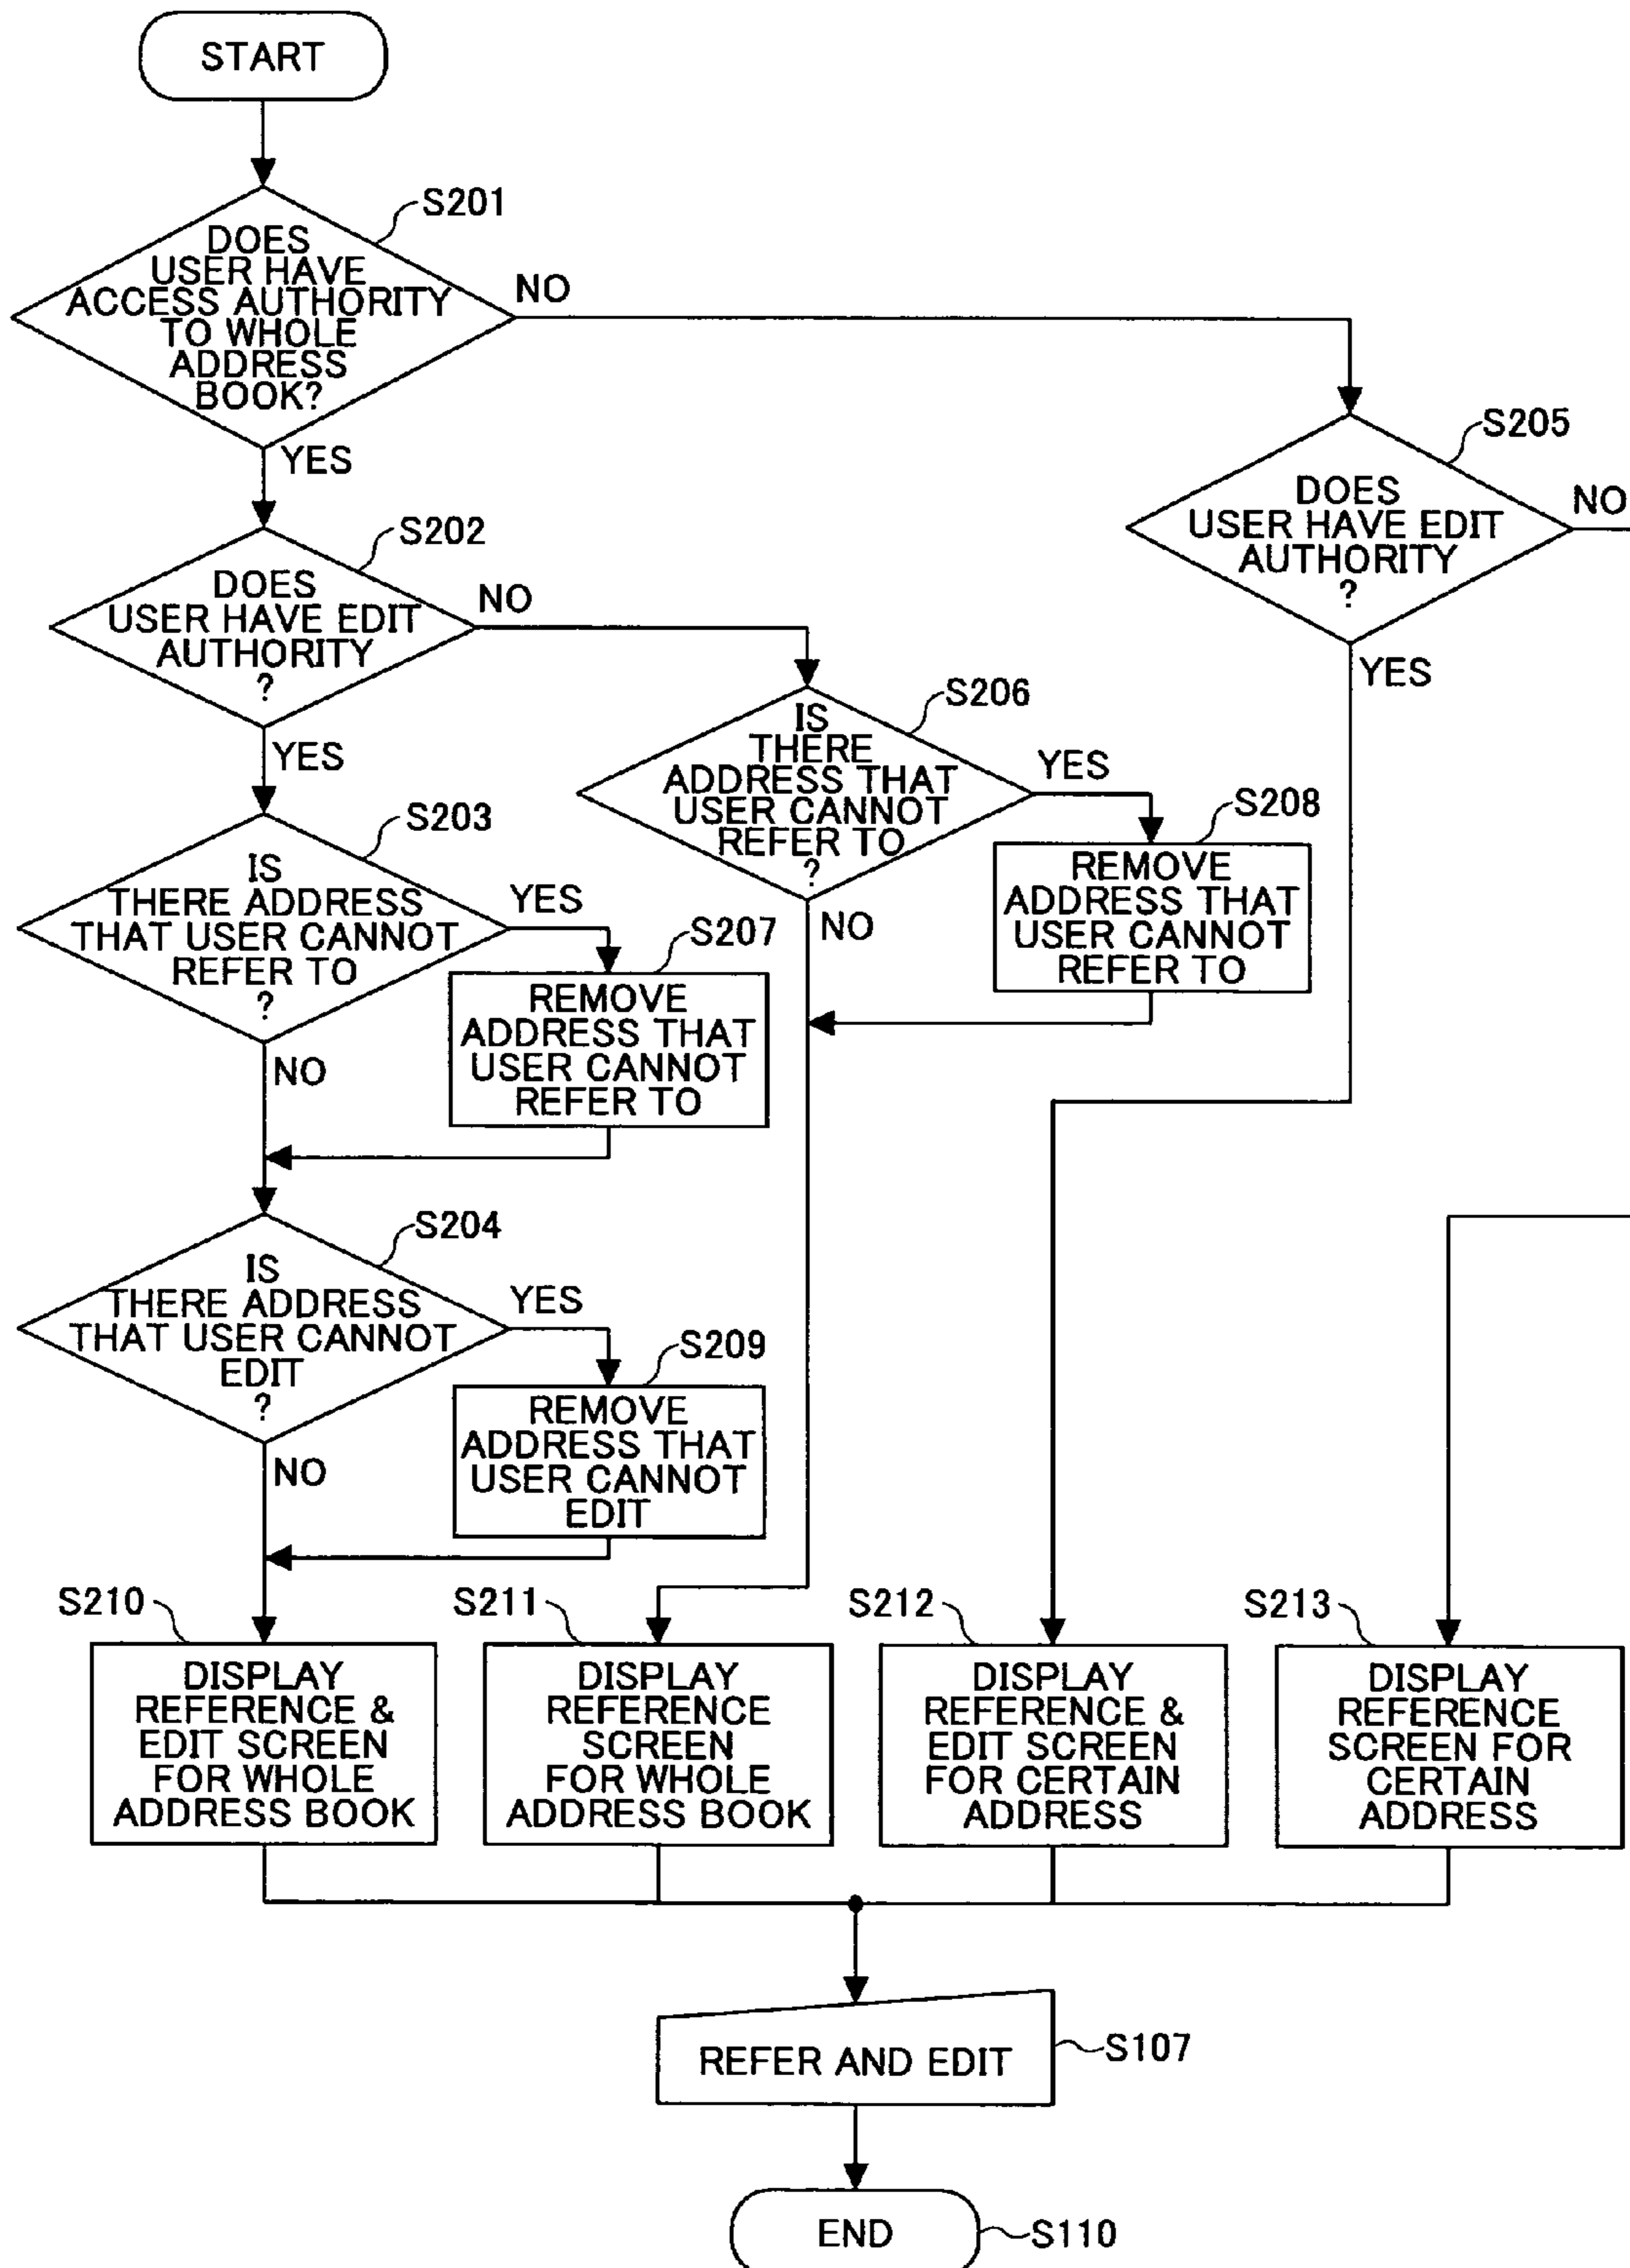 START
S201
DOES
USER HAVE
ACCESS AUTHORITY
TO WHOLE
ADDRESS
BOOK?
NO
YES
S205
DOES
USER HAVE EDIT
AUTHORITY
?
NO
YES
S202
DOES
USER HAVE EDIT
AUTHORITY
?
NO
YES
S206
IS
THERE
ADDRESS THAT
USER CANNOT
REFER TO
?
YES
NO
S208
REMOVE
ADDRESS THAT
USER CANNOT
REFER TO
S203
IS
THERE ADDRESS
THAT USER CANNOT
REFER TO
?
YES
NO
S207
REMOVE
ADDRESS THAT
USER CANNOT
REFER TO
S204
IS
THERE ADDRESS
THAT USER CANNOT
EDIT
?
YES
NO
S209
REMOVE
ADDRESS THAT
USER CANNOT
EDIT
S210
DISPLAY
REFERENCE &
EDIT SCREEN
FOR WHOLE
ADDRESS BOOK
S211
DISPLAY
REFERENCE
SCREEN
FOR WHOLE
ADDRESS BOOK
S212
DISPLAY
REFERENCE &
EDIT SCREEN
FOR CERTAIN
ADDRESS
S213
DISPLAY
REFERENCE
SCREEN FOR
CERTAIN
ADDRESS
REFER AND EDIT
S107
END
S110